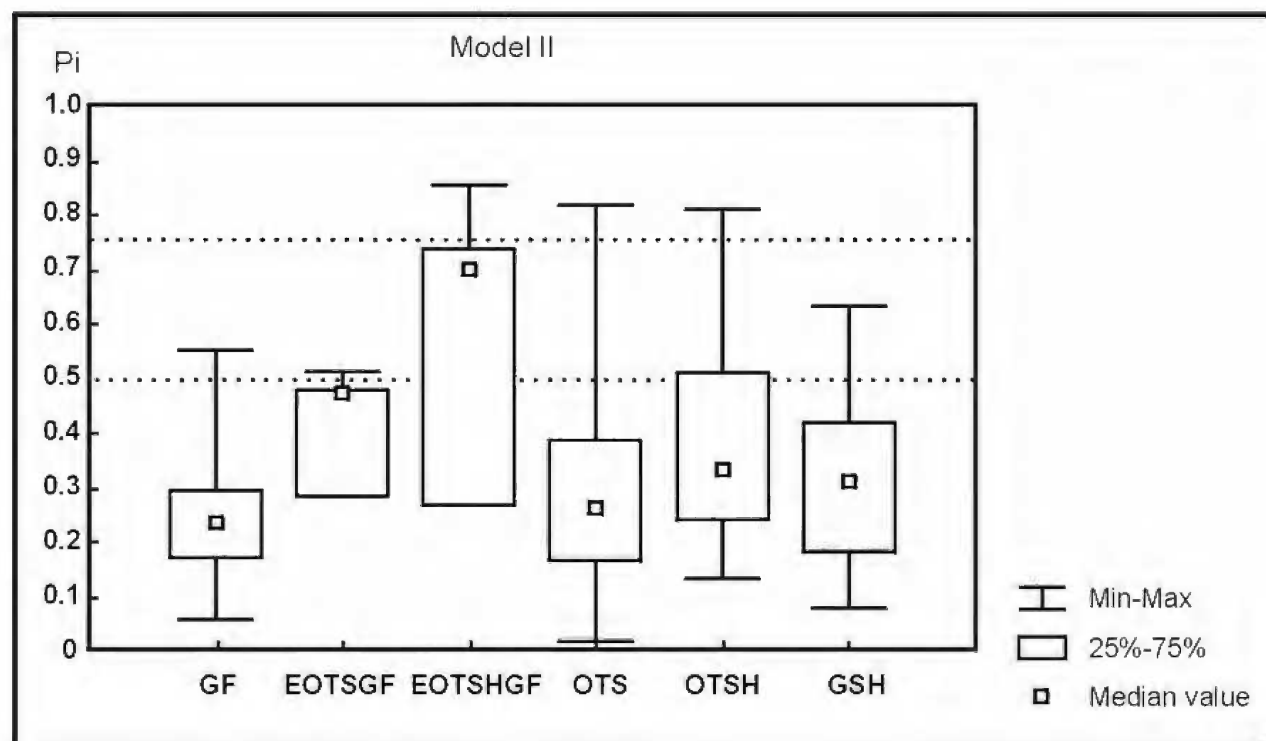 Model II
Pi
1.0
0.9
0.8
0.7
0.6
0.5
0.4
0.3
0.2
0.1
0
GF EOTSGF EOTSHGF OTS OTSH GSH
Min-Max
25%-75%
Median value